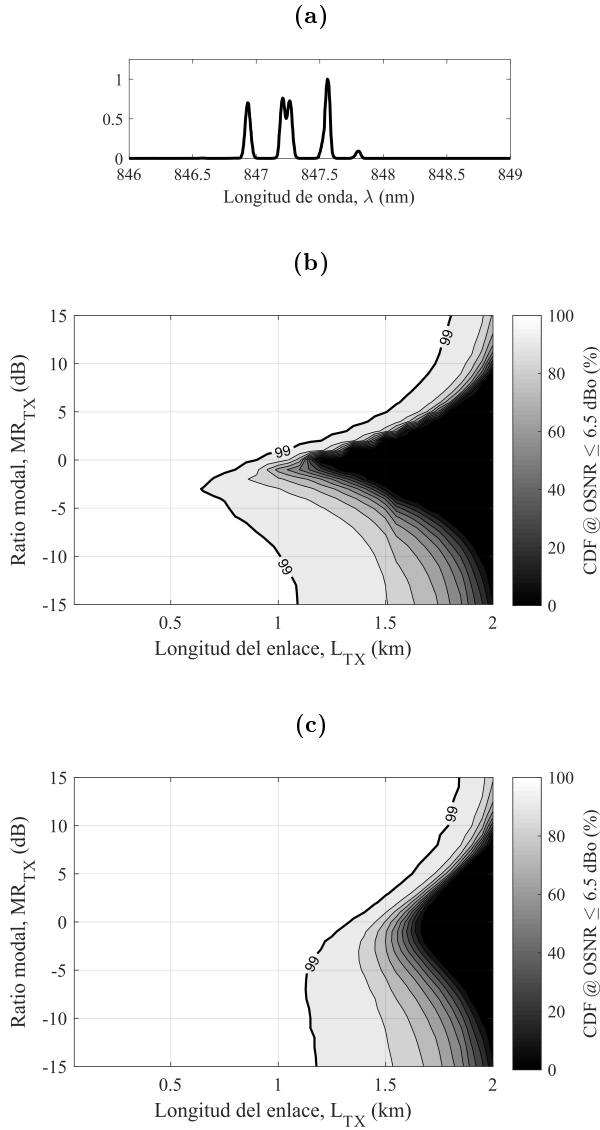 (a)
1
0.5
0
846 846.5 847 847.5 848 848.5 849
Longitud de onda, λ (nm)
(b)
15
10
5
0
-5
-10
-15
Ratio modal, MR_TX (dB)
99
99
99
0.5 1 1.5 2
Longitud del enlace, L_TX (km)
100
80
60
40
20
0
CDF @ OSNR ≤ 6.5 dBo (%)
(c)
15
10
5
0
-5
-10
-15
Ratio modal, MR_TX (dB)
99
99
0.5 1 1.5 2
Longitud del enlace, L_TX (km)
100
80
60
40
20
0
CDF @ OSNR ≤ 6.5 dBo (%)